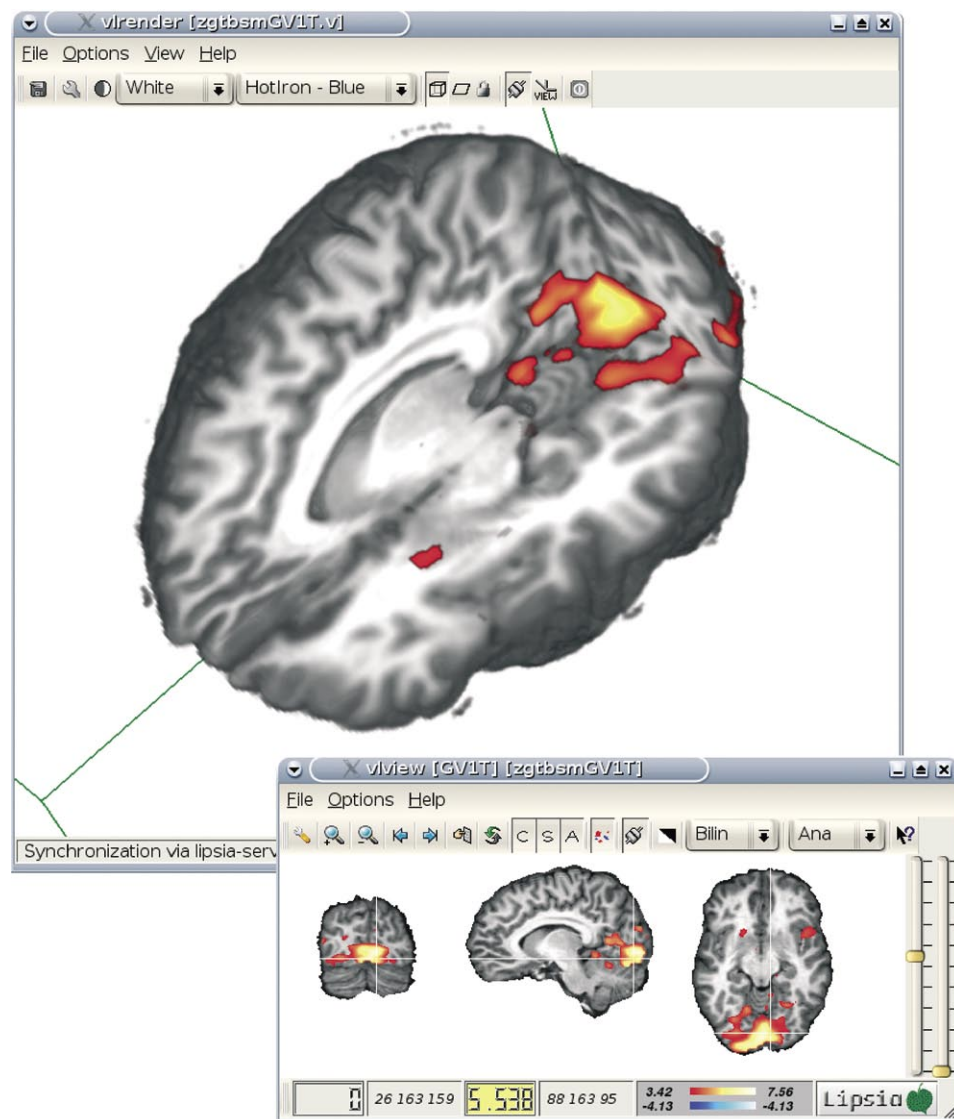 vlrender [zgtbsmGV1T.v]
File Options View Help
White HotIron - Blue VIEW
Synchronization via lipsia-serv
vlview [GV1T] [zgtbsmGV1T]
File Options Help
C S A Bilin Ana ?
0 26 163 159 5.538 88 163 95 3.42 7.56 Lipsia
-4.13 -4.13